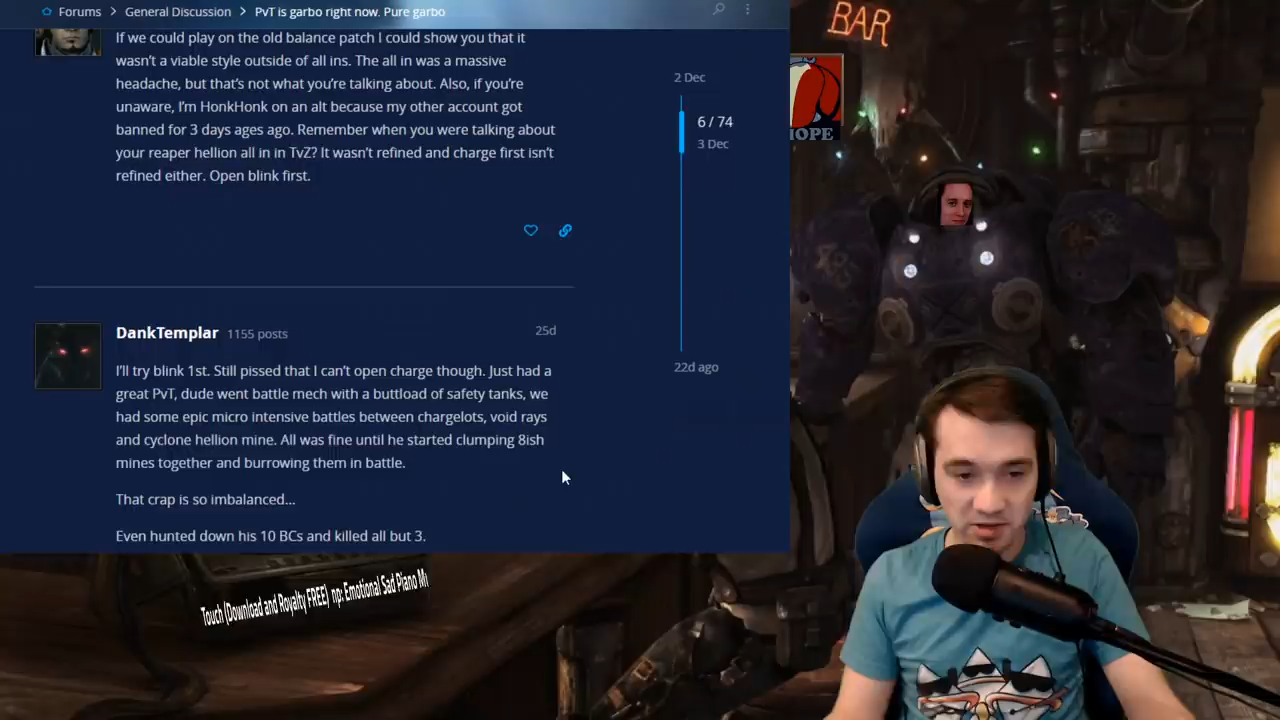 Forums > General Discussion > PvT is garbo right now. Pure garbo
If we could play on the old balance patch I could show you that it
wasn't a viable style outside of all ins. The all in was a massive
headache, but that's not what you're talking about. Also, if you're
unaware, I'm HonkHonk on an alt because my other account got
banned for 3 days ages ago. Remember when you were talking about
your reaper hellion all in in TvZ? It wasn't refined and charge first isn't
refined either. Open blink first.
2 Dec
6 / 74
3 Dec
22d ago
DankTemplar 1155 posts 25d
I'll try blink 1st. Still pissed that I can't open charge though. Just had a
great PvT, dude went battle mech with a buttload of safety tanks, we
had some epic micro intensive battles between chargelots, void rays
and cyclone hellion mine. All was fine until he started clumping 8ish
mines together and burrowing them in battle.
That crap is so imbalanced...
Even hunted down his 10 BCs and killed all but 3.
Touch (Download and Royalty FREE) np: Emotional Sad Piano
BAR
HOPE